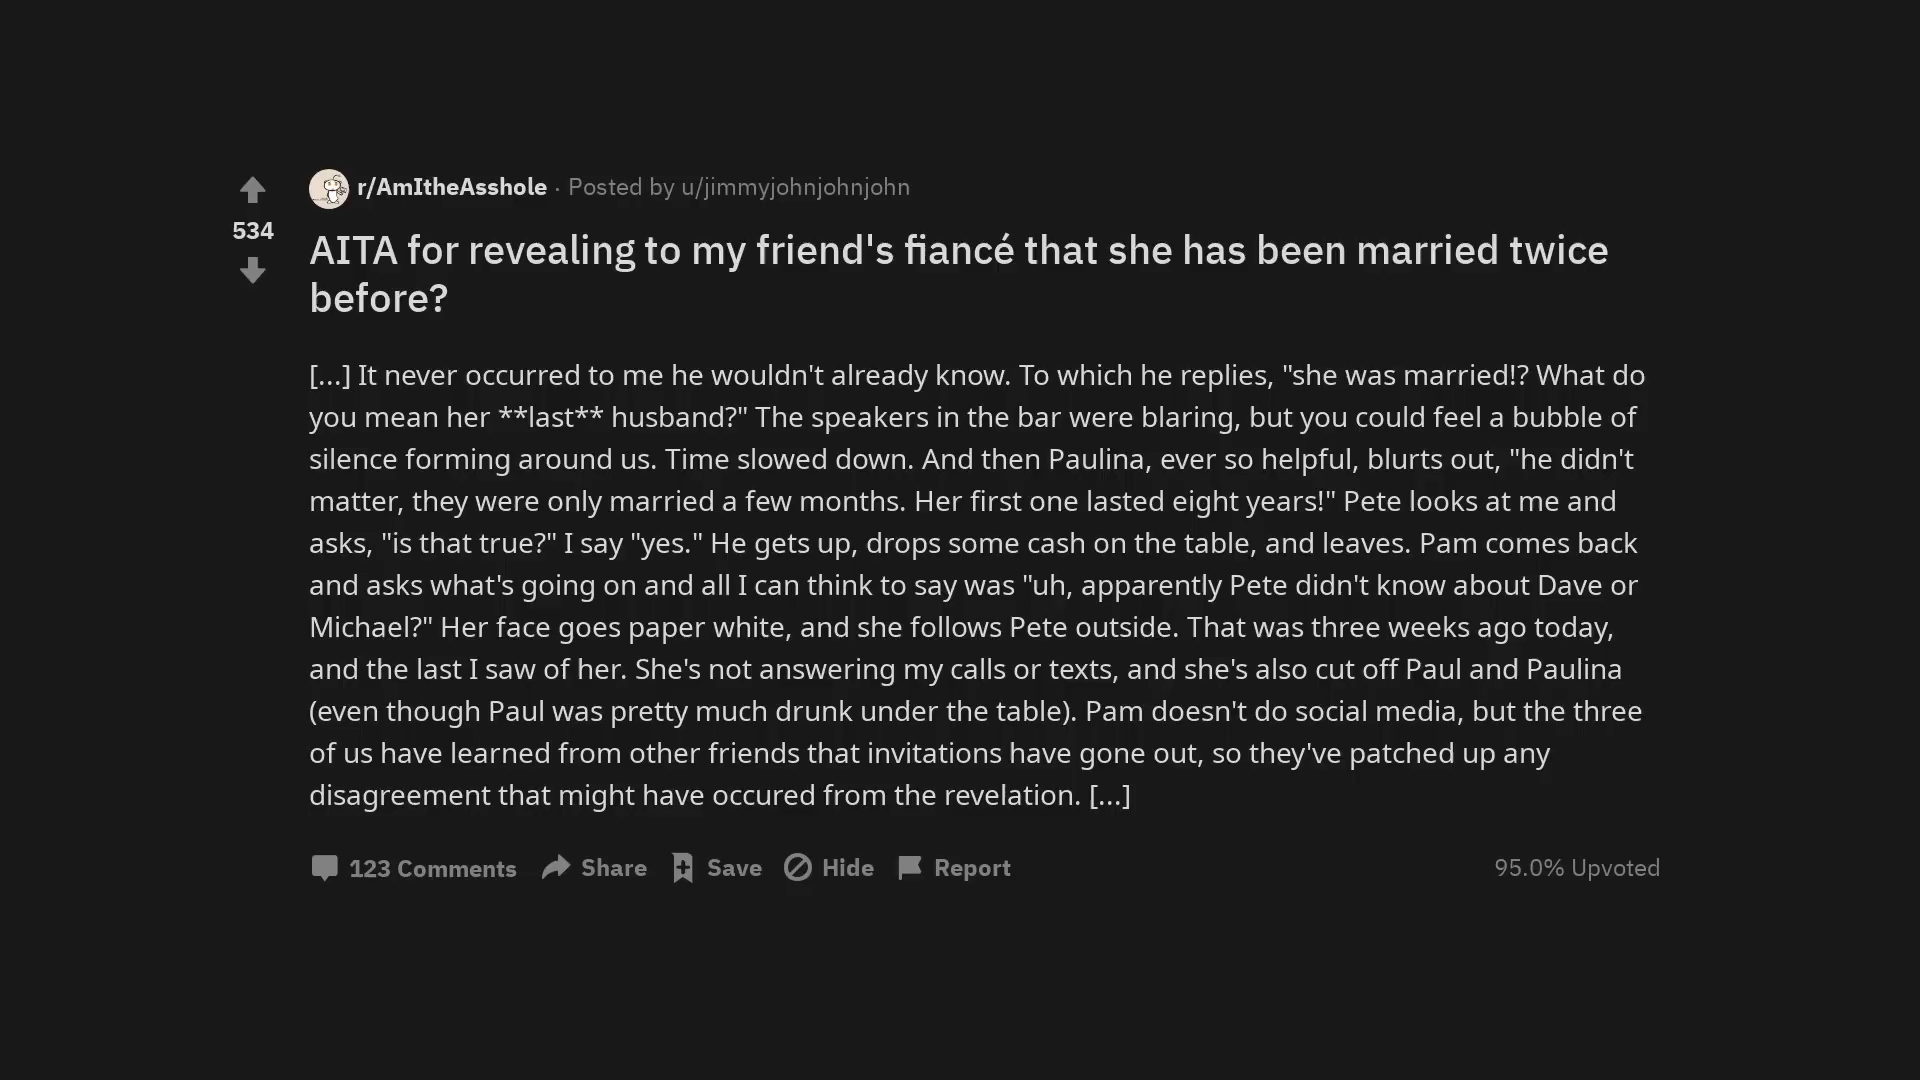 r/AmItheAsshole · Posted by u/jimmyjohnjohnjohn
534
AITA for revealing to my friend's fiancé that she has been married twice
before?
[...] It never occurred to me he wouldn't already know. To which he replies, "she was married!? What do
you mean her **last** husband?" The speakers in the bar were blaring, but you could feel a bubble of
silence forming around us. Time slowed down. And then Paulina, ever so helpful, blurts out, "he didn't
matter, they were only married a few months. Her first one lasted eight years!" Pete looks at me and
asks, "is that true?" I say "yes." He gets up, drops some cash on the table, and leaves. Pam comes back
and asks what's going on and all I can think to say was "uh, apparently Pete didn't know about Dave or
Michael?" Her face goes paper white, and she follows Pete outside. That was three weeks ago today,
and the last I saw of her. She's not answering my calls or texts, and she's also cut off Paul and Paulina
(even though Paul was pretty much drunk under the table). Pam doesn't do social media, but the three
of us have learned from other friends that invitations have gone out, so they've patched up any
disagreement that might have occured from the revelation. [...]
123 Comments Share Save Hide Report 95.0% Upvoted